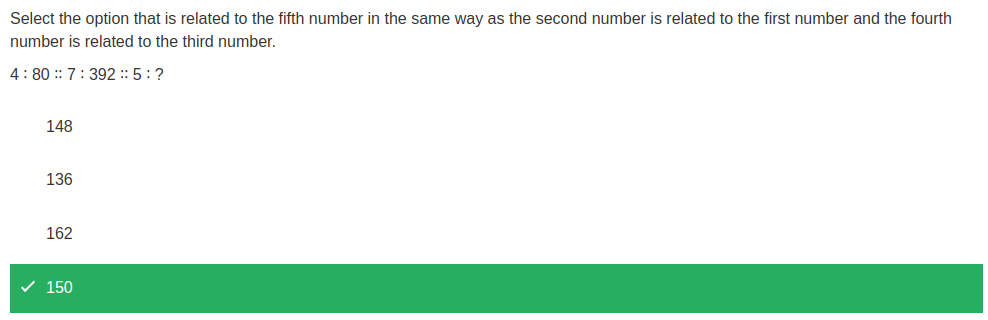 Select the option that is related to the fifth number in the same way as the second number is related to the first number and the fourth
number is related to the third number.
4 : 80 :: 7 : 392 :: 5 : ?
148
136
162
150